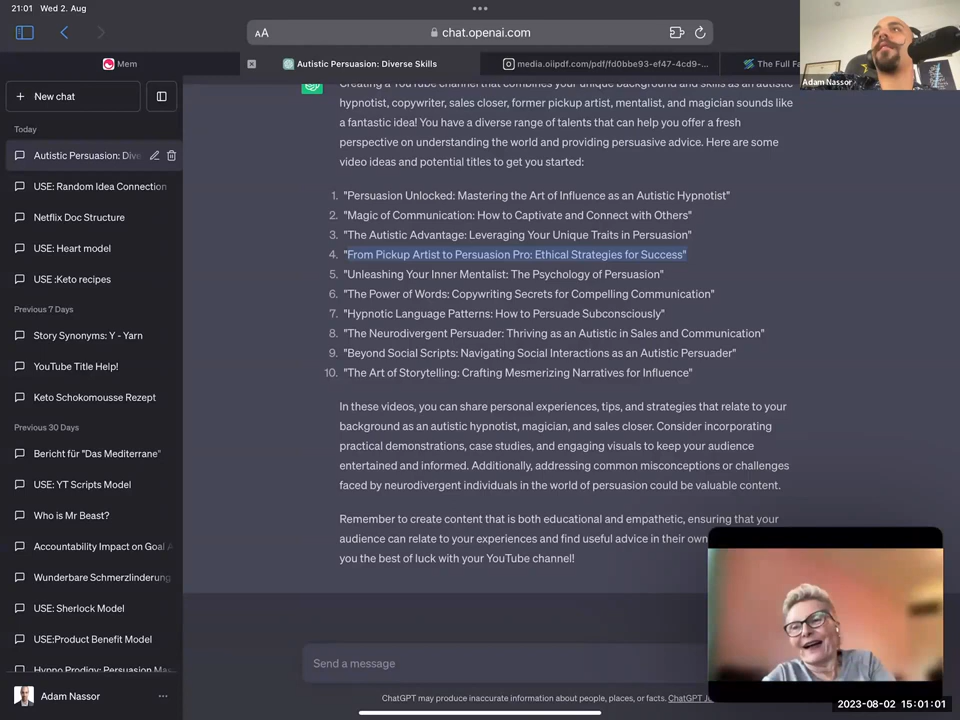 21:01 Wed 2. Aug
AA
chat.openai.com
Mem
Autistic Persuasion: Diverse Skills
media.oiipdf.com/pdf/fd0bbe93-ef47-4cd9-...
The Full Fa
Adam Nassor
+ New chat
Today
Autistic Persuasion: Dive
USE: Random Idea Connection
Netflix Doc Structure
USE: Heart model
USE :Keto recipes
Previous 7 Days
Story Synonyms: Y - Yarn
YouTube Title Help!
Keto Schokomousse Rezept
Previous 30 Days
Bericht für "Das Mediterrane"
USE: YT Scripts Model
Who is Mr Beast?
Accountability Impact on Goal A
Wunderbare Schmerzlinderung
USE: Sherlock Model
USE:Product Benefit Model
Hypno Prodigy: Persuasion Ma
Adam Nassor
Creating a YouTube channel that combines your unique background and skills as an autistic
hypnotist, copywriter, sales closer, former pickup artist, mentalist, and magician sounds like
a fantastic idea! You have a diverse range of talents that can help you offer a fresh
perspective on understanding the world and providing persuasive advice. Here are some
video ideas and potential titles to get you started:
1. "Persuasion Unlocked: Mastering the Art of Influence as an Autistic Hypnotist"
2. "Magic of Communication: How to Captivate and Connect with Others"
3. "The Autistic Advantage: Leveraging Your Unique Traits in Persuasion"
4. "From Pickup Artist to Persuasion Pro: Ethical Strategies for Success"
5. "Unleashing Your Inner Mentalist: The Psychology of Persuasion"
6. "The Power of Words: Copywriting Secrets for Compelling Communication"
7. "Hypnotic Language Patterns: How to Persuade Subconsciously"
8. "The Neurodivergent Persuader: Thriving as an Autistic in Sales and Communication"
9. "Beyond Social Scripts: Navigating Social Interactions as an Autistic Persuader"
10. "The Art of Storytelling: Crafting Mesmerizing Narratives for Influence"
In these videos, you can share personal experiences, tips, and strategies that relate to your
background as an autistic hypnotist, magician, and sales closer. Consider incorporating
practical demonstrations, case studies, and engaging visuals to keep your audience
entertained and informed. Additionally, addressing common misconceptions or challenges
faced by neurodivergent individuals in the world of persuasion could be valuable content.
Remember to create content that is both educational and empathetic, ensuring that your
audience can relate to your experiences and find useful advice in their own
you the best of luck with your YouTube channel!
Send a message
ChatGPT may produce inaccurate information about people, places, or facts. ChatGPT Ju
2023-08-02 15:01:01